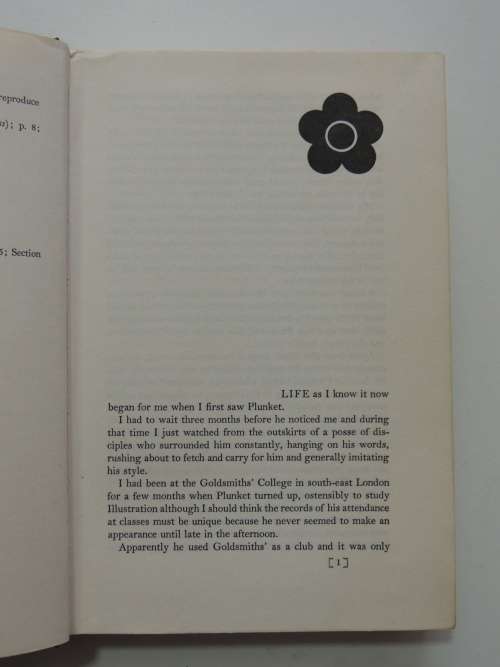 reproduce
); p. 8;
5; Section
LIFE as I know it now
began for me when I first saw Plunket.
I had to wait three months before he noticed me and during
that time I just watched from the outskirts of a posse of dis-
ciples who surrounded him constantly, hanging on his words,
rushing about to fetch and carry for him and generally imitating
his style.
I had been at the Goldsmiths' College in south-east London
for a few months when Plunket turned up, ostensibly to study
Illustration although I should think the records of his attendance
at classes must be unique because he never seemed to make an
appearance until late in the afternoon.
Apparently he used Goldsmiths' as a club and it was only
[1]